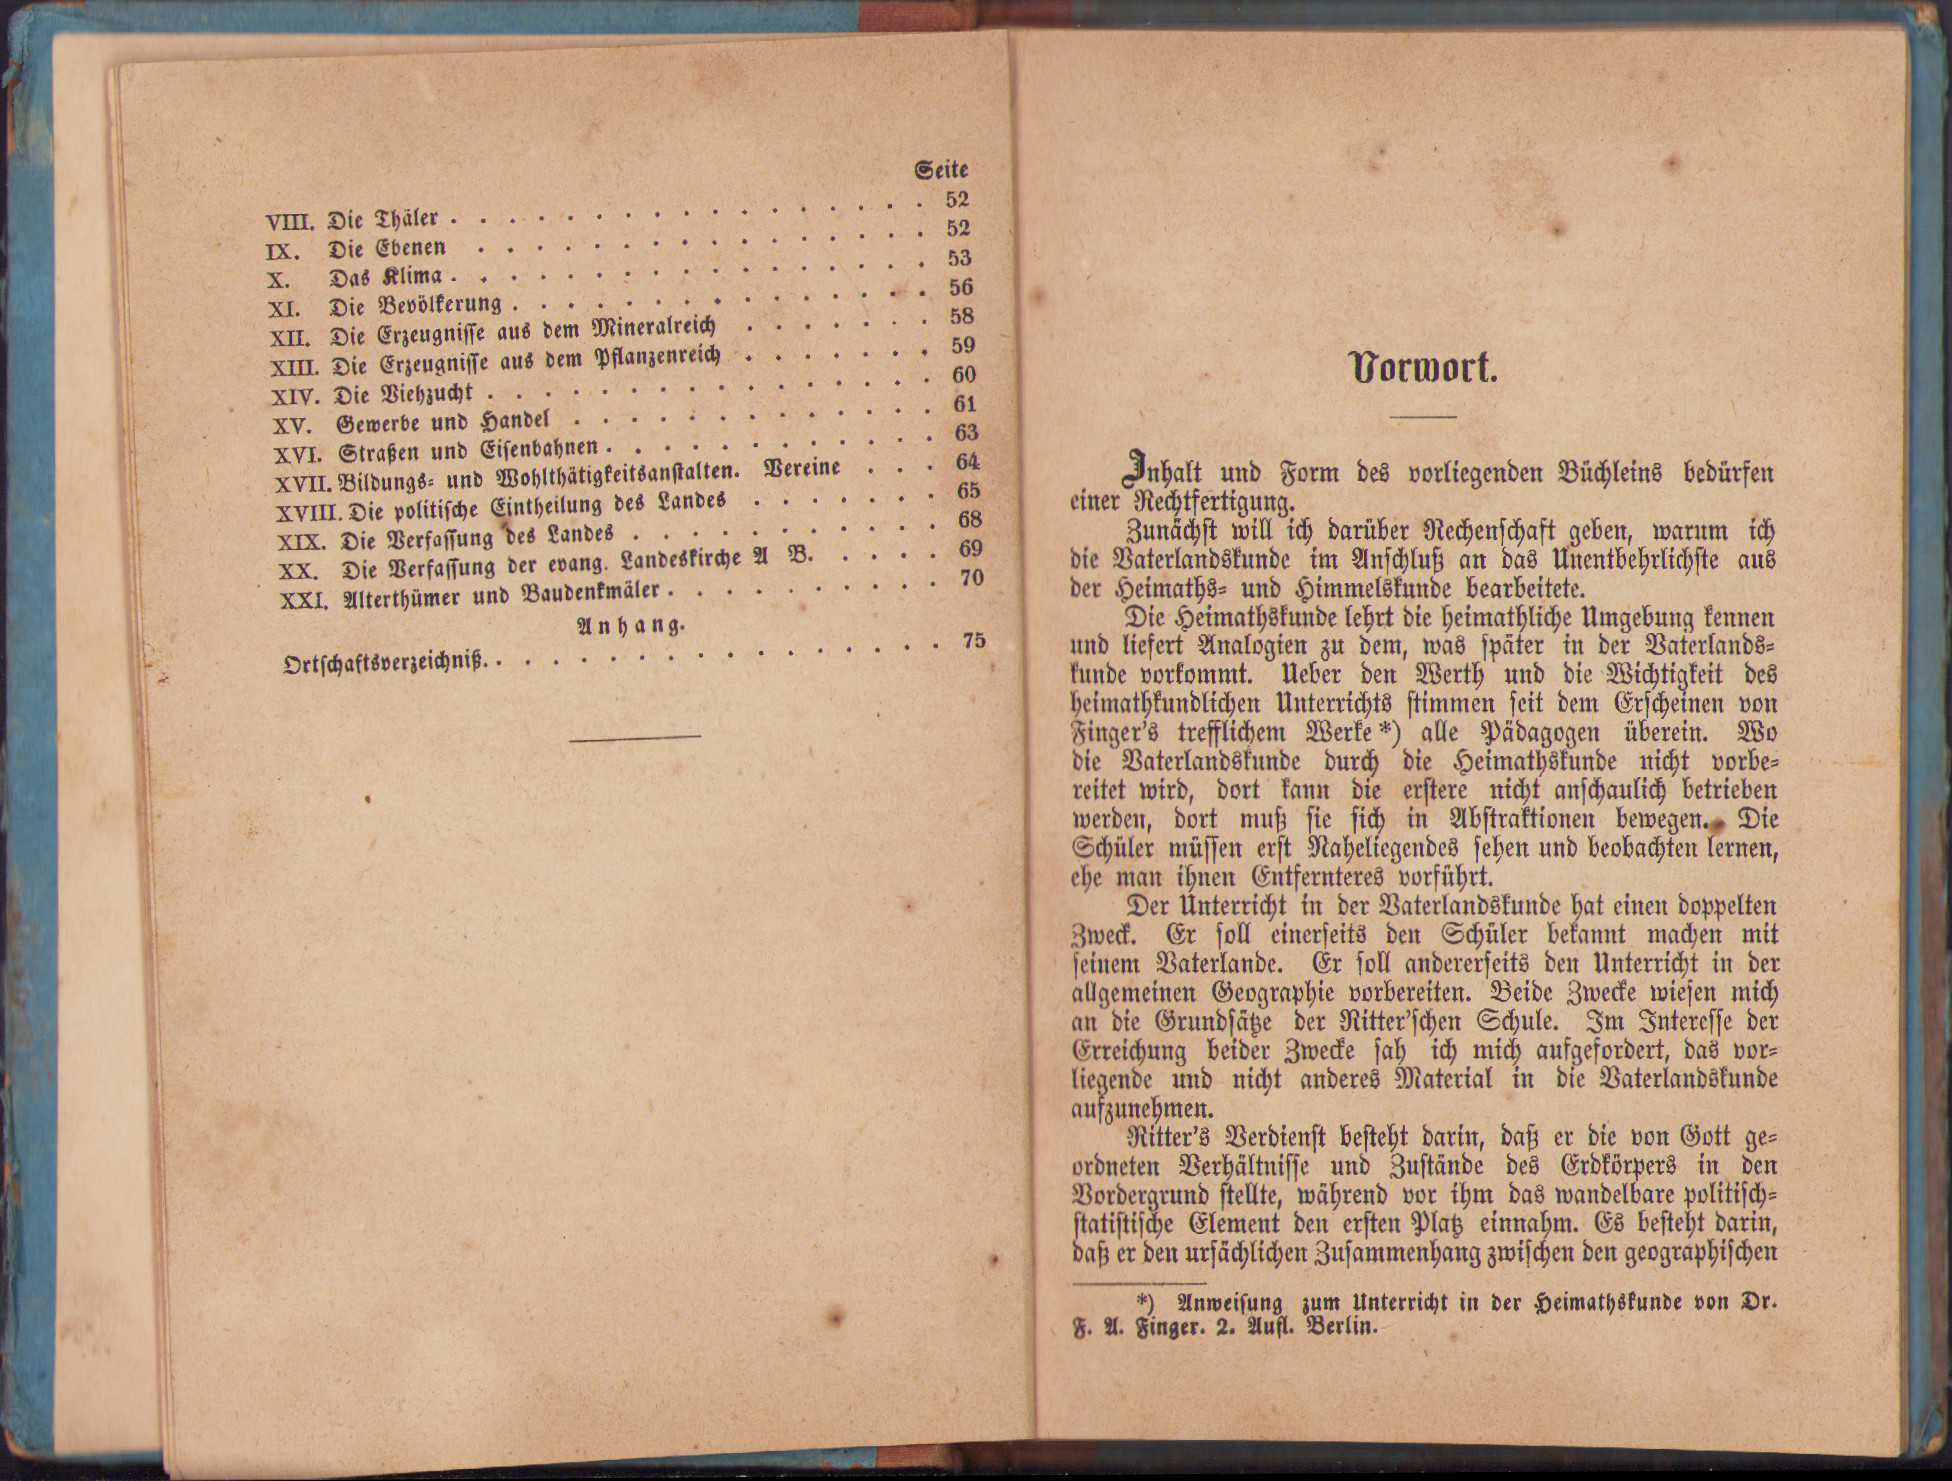 Seite
VIII. Die Thäler . . . . . . . . . . . . . . . . . 52
IX. Die Ebenen . . . . . . . . . . . . . . . . 52
X. Das Klima . . . . . . . . . . . . . . . . . 53
XI. Die Bevölkerung . . . . . . . . . . . . . . . 56
XII. Die Erzeugnisse aus dem Mineralreich . . . . . . . 58
XIII. Die Erzeugnisse aus dem Pflanzenreich . . . . . . . 59
XIV. Die Viehzucht . . . . . . . . . . . . . . . . 60
XV. Gewerbe und Handel . . . . . . . . . . . . . 61
XVI. Straßen und Eisenbahnen . . . . . . . . . . . . 63
XVII. Bildungs- und Wohlthätigkeitsanstalten. Vereine . . . 64
XVIII. Die politische Eintheilung des Landes . . . . . . . 65
XIX. Die Verfassung des Landes . . . . . . . . . . . 68
XX. Die Verfassung der evang. Landeskirche A B. . . . . 69
XXI. Alterthümer und Baudenkmäler . . . . . . . . . . 70
Anhang.
Ortschaftsverzeichniß. . . . . . . . . . . . . . . . . 75
Vorwort.
Inhalt und Form des vorliegenden Büchleins bedürfen
einer Rechtfertigung.
Zunächst will ich darüber Rechenschaft geben, warum ich
die Vaterlandskunde im Anschluß an das Unentbehrlichste aus
der Heimaths- und Himmelskunde bearbeitete.
Die Heimathskunde lehrt die heimathliche Umgebung kennen
und liefert Analogien zu dem, was später in der Vaterlands-
kunde vorkommt. Ueber den Werth und die Wichtigkeit des
heimathkundlichen Unterrichts stimmen seit dem Erscheinen von
Finger's trefflichem Werke *) alle Pädagogen überein. Wo
die Vaterlandskunde durch die Heimathskunde nicht vorbe-
reitet wird, dort kann die erstere nicht anschaulich betrieben
werden, dort muß sie sich in Abstraktionen bewegen. Die
Schüler müssen erst Naheliegendes sehen und beobachten lernen,
ehe man ihnen Entfernteres vorführt.
Der Unterricht in der Vaterlandskunde hat einen doppelten
Zweck. Er soll einerseits den Schüler bekannt machen mit
seinem Vaterlande. Er soll andererseits den Unterricht in der
allgemeinen Geographie vorbereiten. Beide Zwecke wiesen mich
an die Grundsätze der Ritter'schen Schule. Im Interesse der
Erreichung beider Zwecke sah ich mich aufgefordert, das vor-
liegende und nicht anderes Material in die Vaterlandskunde
aufzunehmen.
Ritter's Verdienst besteht darin, daß er die von Gott ge-
ordneten Verhältnisse und Zustände des Erdkörpers in den
Vordergrund stellte, während vor ihm das wandelbare politisch-
statistische Element den ersten Platz einnahm. Es besteht darin,
daß er den ursächlichen Zusammenhang zwischen den geographischen
*) Anweisung zum Unterricht in der Heimathskunde von Dr.
F. A. Finger. 2. Aufl. Berlin.